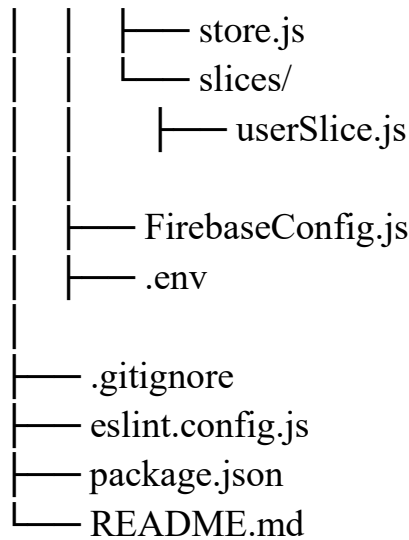 store.js
slices/
userSlice.js
FirebaseConfig.js
.env
.gitignore
eslint.config.js
package.json
README.md